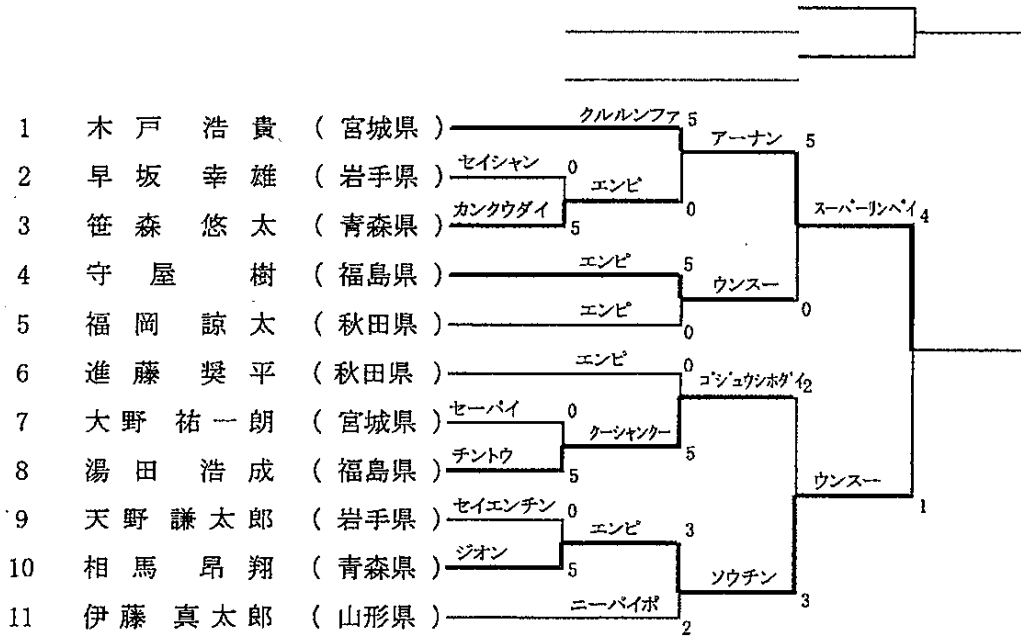 クルルンファ 5
1 木戸 浩貴 (宮城県)
アーナン 5
セイシャン 0
2 早坂 幸雄 (岩手県)
エンピ 0
カンクウダイ 5
3 笹森 悠太 (青森県)
スーパーリンペイ 4
エンピ 5
4 守屋 樹 (福島県)
ウンスー 0
エンピ 0
5 福岡 諒太 (秋田県)
エンピ 0
6 進藤 奨平 (秋田県)
ゴジュウシホダイ 2
セーパイ 0
7 大野 祐一朗 (宮城県)
クーシャンクー 5
チントウ 5
8 湯田 浩成 (福島県)
ウンスー 1
セイエンチン 0
9 天野 謙太郎 (岩手県)
エンピ 3
ジオン 5
10 相馬 昂翔 (青森県)
ソウチン 3
ニーパイポ 2
11 伊藤 真太郎 (山形県)